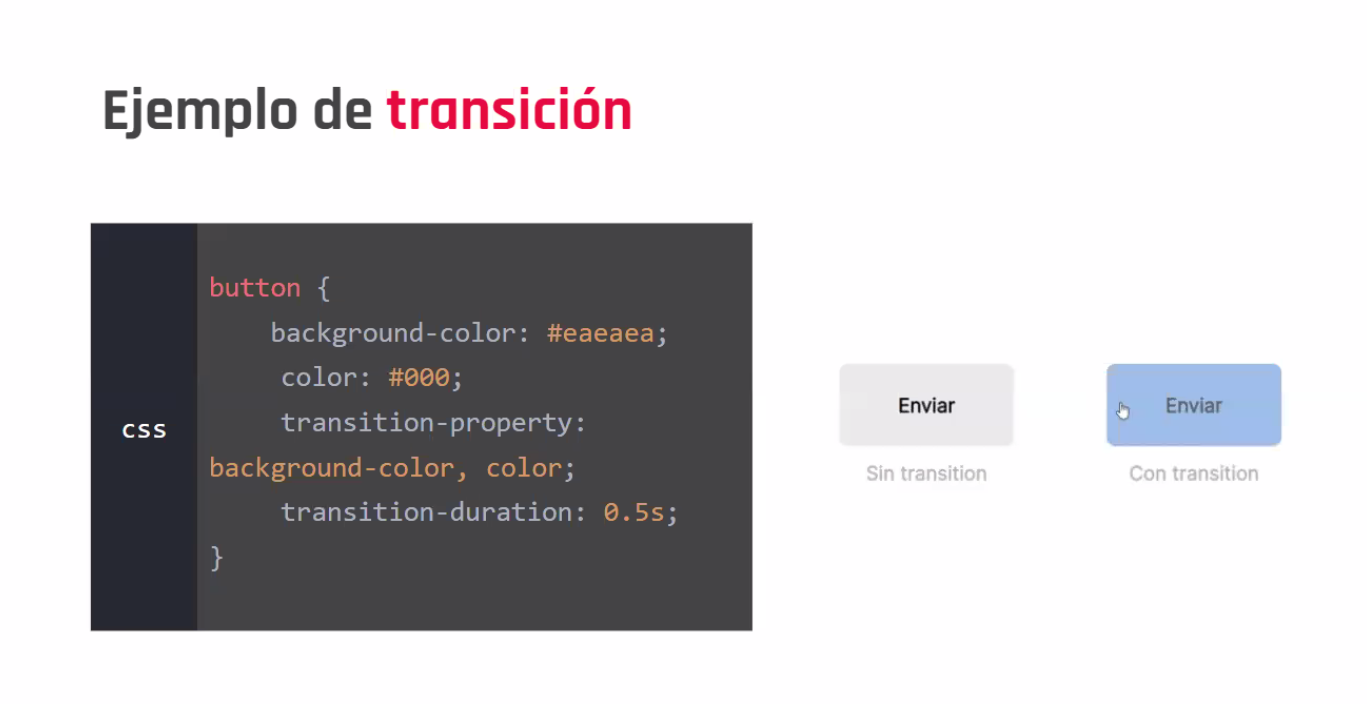 Ejemplo de transición
css
button {
background-color: #eaeaea;
color: #000;
transition-property:
background-color, color;
transition-duration: 0.5s;
}
Enviar
Sin transition
Enviar
Con transition